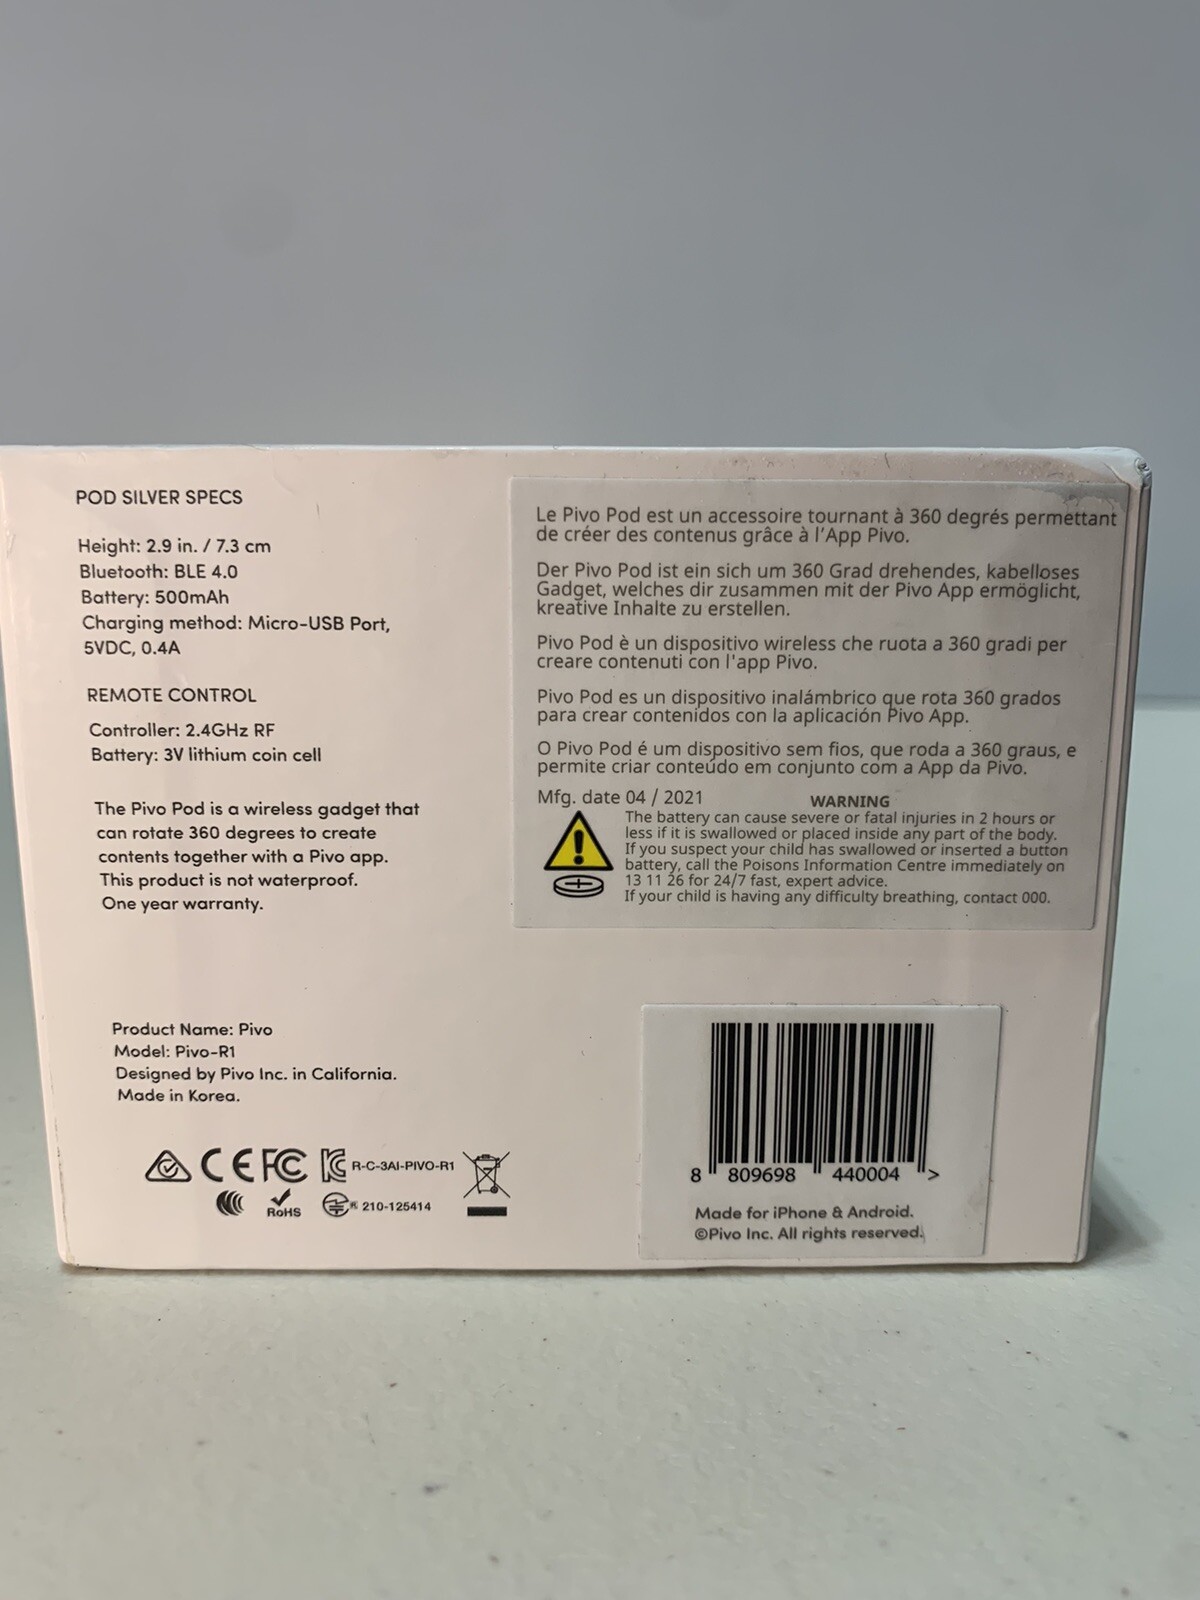 POD SILVER SPECS
Height: 2.9 in. / 7.3 cm
Bluetooth: BLE 4.0
Battery: 500mAh
Charging method: Micro-USB Port,
5VDC, 0.4A
REMOTE CONTROL
Controller: 2.4GHz RF
Battery: 3V lithium coin cell
The Pivo Pod is a wireless gadget that
can rotate 360 degrees to create
contents together with a Pivo app.
This product is not waterproof.
One year warranty.
Product Name: Pivo
Model: Pivo-R1
Designed by Pivo Inc. in California.
Made in Korea.
CE FC R-C-3AI-PIVO-R1
RoHS 210-125414
Le Pivo Pod est un accessoire tournant à 360 degrés permettant
de créer des contenus grâce à l'App Pivo.
Der Pivo Pod ist ein sich um 360 Grad drehendes, kabelloses
Gadget, welches dir zusammen mit der Pivo App ermöglicht,
kreative Inhalte zu erstellen.
Pivo Pod è un dispositivo wireless che ruota a 360 gradi per
creare contenuti con l'app Pivo.
Pivo Pod es un dispositivo inalámbrico que rota 360 grados
para crear contenidos con la aplicación Pivo App.
O Pivo Pod é um dispositivo sem fios, que roda a 360 graus, e
permite criar conteúdo em conjunto com a App da Pivo.
Mfg. date 04 / 2021
WARNING
The battery can cause severe or fatal injuries in 2 hours or
less if it is swallowed or placed inside any part of the body.
If you suspect your child has swallowed or inserted a button
battery, call the Poisons Information Centre immediately on
13 11 26 for 24/7 fast, expert advice.
If your child is having any difficulty breathing, contact 000.
8 809698 440004 >
Made for iPhone & Android.
©Pivo Inc. All rights reserved.